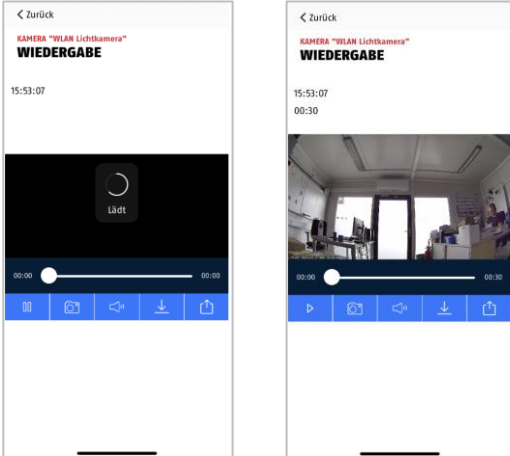 Zurück
KAMERA "WLAN Lichtkamera"
WIEDERGABE
15:53:07
Lädt
00:00
00:00
Zurück
KAMERA "WLAN Lichtkamera"
WIEDERGABE
15:53:07
00:30
00:00
00:30